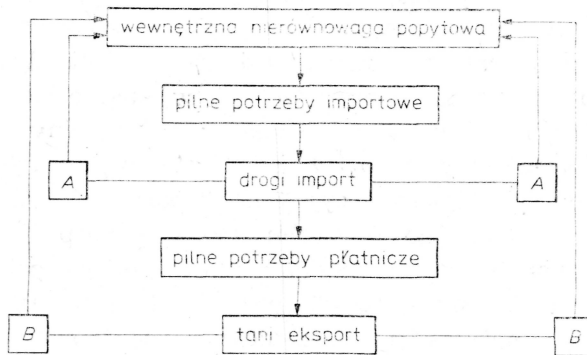 wewnętrzna nierównowaga popytowa
pilne potrzeby importowe
A
drogi import
A
pilne potrzeby płatnicze
B
tani eksport
B